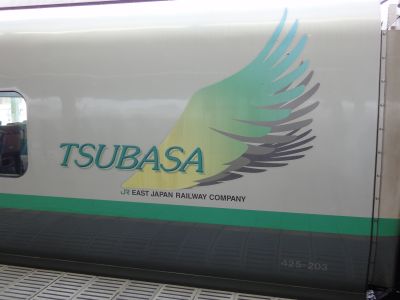 TSUBASA
JR EAST JAPAN RAILWAY COMPANY
425-203